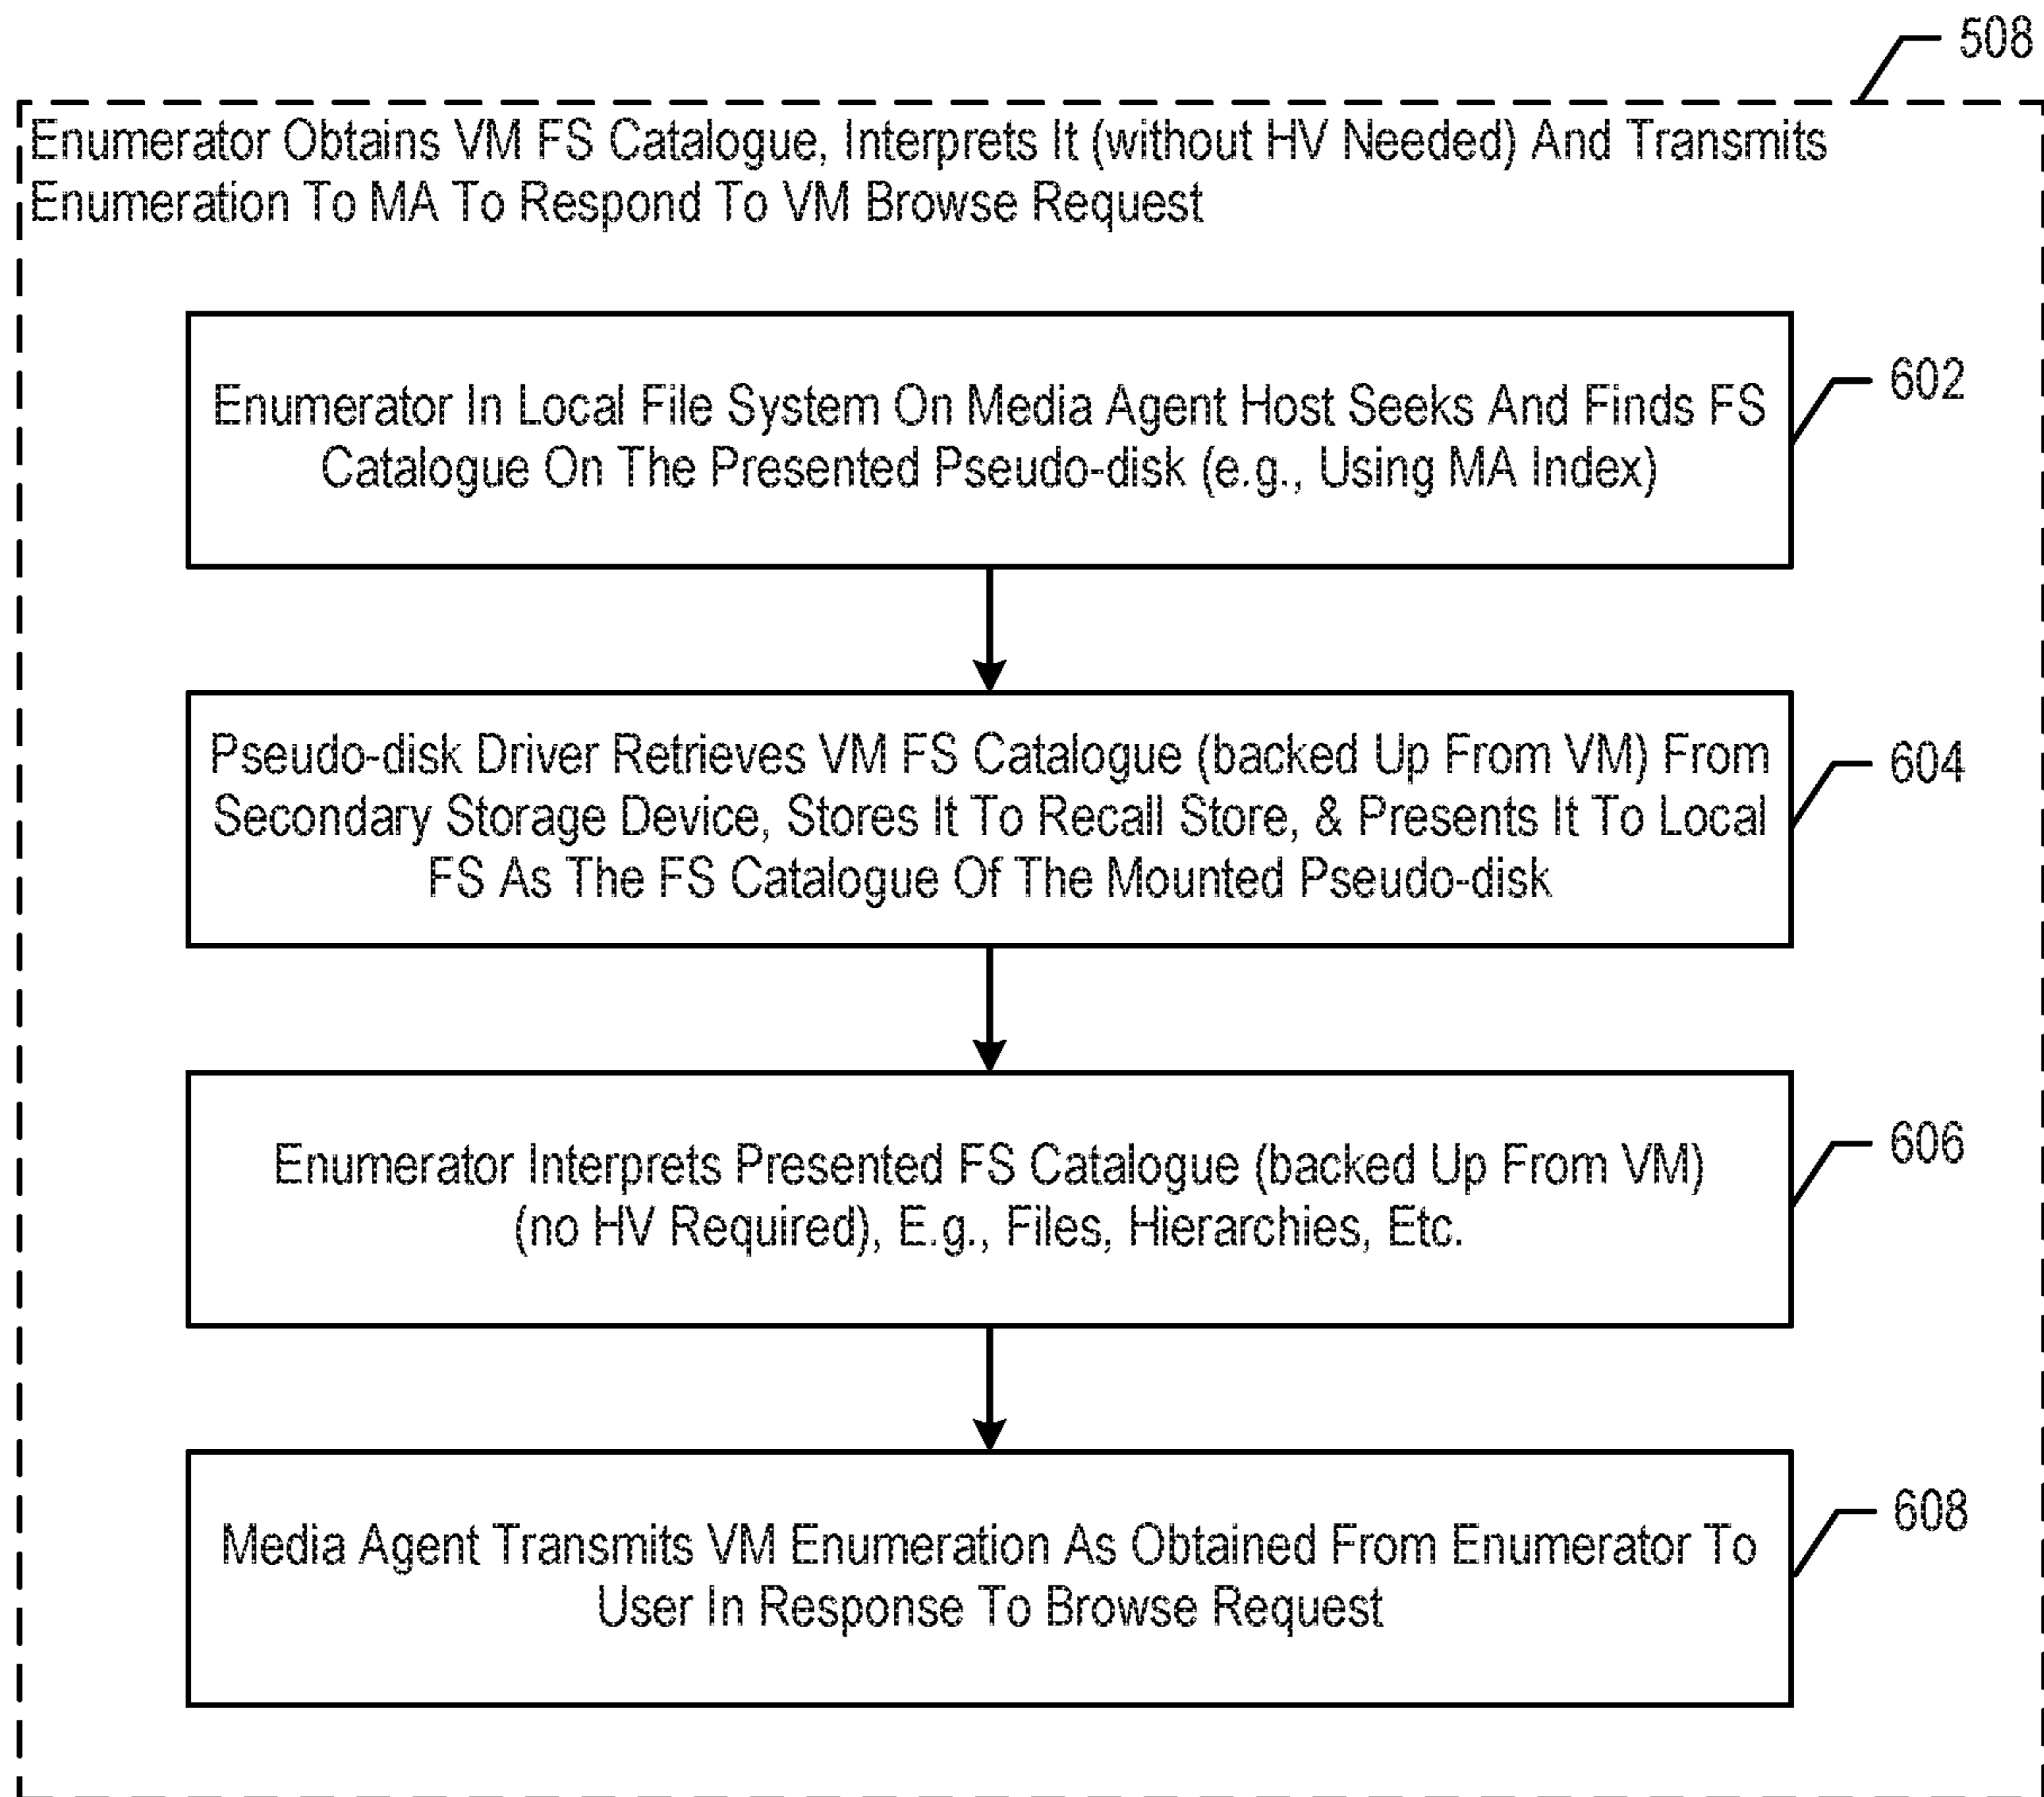 508
Enumerator Obtains VM FS Catalogue, Interprets It (without HV Needed) And Transmits
Enumeration To MA To Respond To VM Browse Request
Enumerator In Local File System On Media Agent Host Seeks And Finds FS
Catalogue On The Presented Pseudo-disk (e.g., Using MA Index)
602
Pseudo-disk Driver Retrieves VM FS Catalogue (backed Up From VM) From
Secondary Storage Device, Stores It To Recall Store, & Presents It To Local
FS As The FS Catalogue Of The Mounted Pseudo-disk
604
Enumerator Interprets Presented FS Catalogue (backed Up From VM)
(no HV Required), E.g., Files, Hierarchies, Etc.
606
Media Agent Transmits VM Enumeration As Obtained From Enumerator To
User In Response To Browse Request
608